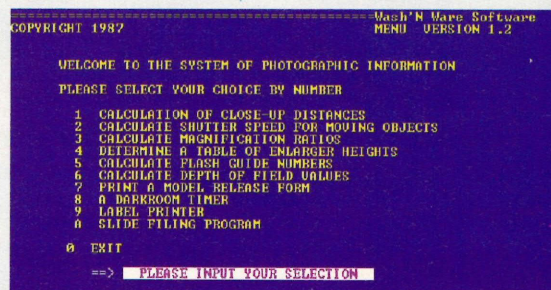 ==================================================Wash'N Ware Software
COPYRIGHT 1987 MENU VERSION 1.2
WELCOME TO THE SYSTEM OF PHOTOGRAPHIC INFORMATION
PLEASE SELECT YOUR CHOICE BY NUMBER
1 CALCULATION OF CLOSE-UP DISTANCES
2 CALCULATE SHUTTER SPEED FOR MOVING OBJECTS
3 CALCULATE MAGNIFICATION RATIOS
4 DETERMINE A TABLE OF ENLARGER HEIGHTS
5 CALCULATE FLASH GUIDE NUMBERS
6 CALCULATE DEPTH OF FIELD VALUES
7 PRINT A MODEL RELEASE FORM
8 A DARKROOM TIMER
9 LABEL PRINTER
A SLIDE FILING PROGRAM
0 EXIT
==> PLEASE INPUT YOUR SELECTION